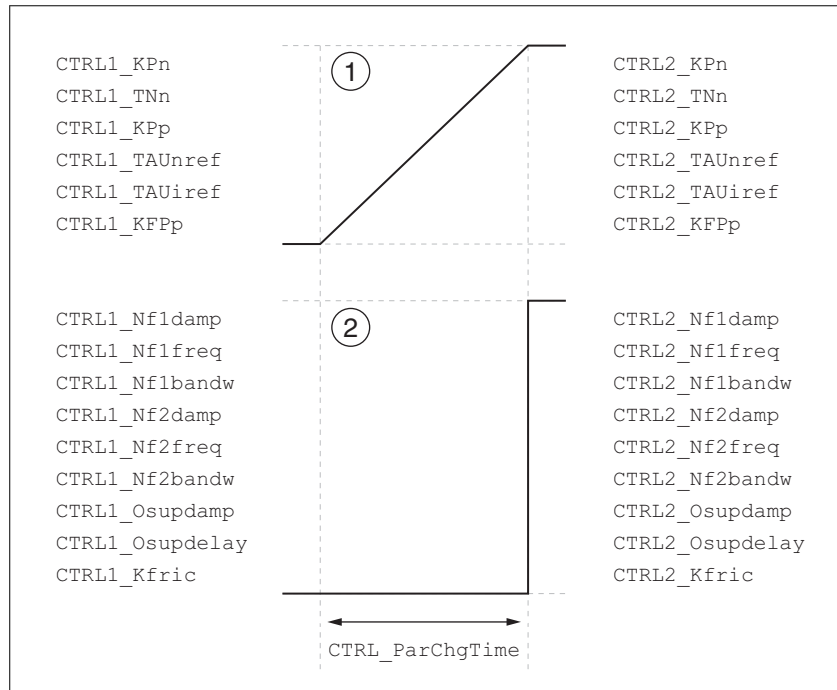 1
CTRL1_KPn
CTRL1_TNn
CTRL1_KPp
CTRL1_TAUnref
CTRL1_TAUiref
CTRL1_KFPp
CTRL2_KPn
CTRL2_TNn
CTRL2_KPp
CTRL2_TAUnref
CTRL2_TAUiref
CTRL2_KFPp
2
CTRL1_Nf1damp
CTRL1_Nf1freq
CTRL1_Nf1bandw
CTRL1_Nf2damp
CTRL1_Nf2freq
CTRL1_Nf2bandw
CTRL1_Osupdamp
CTRL1_Osupdelay
CTRL1_Kfric
CTRL2_Nf1damp
CTRL2_Nf1freq
CTRL2_Nf1bandw
CTRL2_Nf2damp
CTRL2_Nf2freq
CTRL2_Nf2bandw
CTRL2_Osupdamp
CTRL2_Osupdelay
CTRL2_Kfric
CTRL_ParChgTime